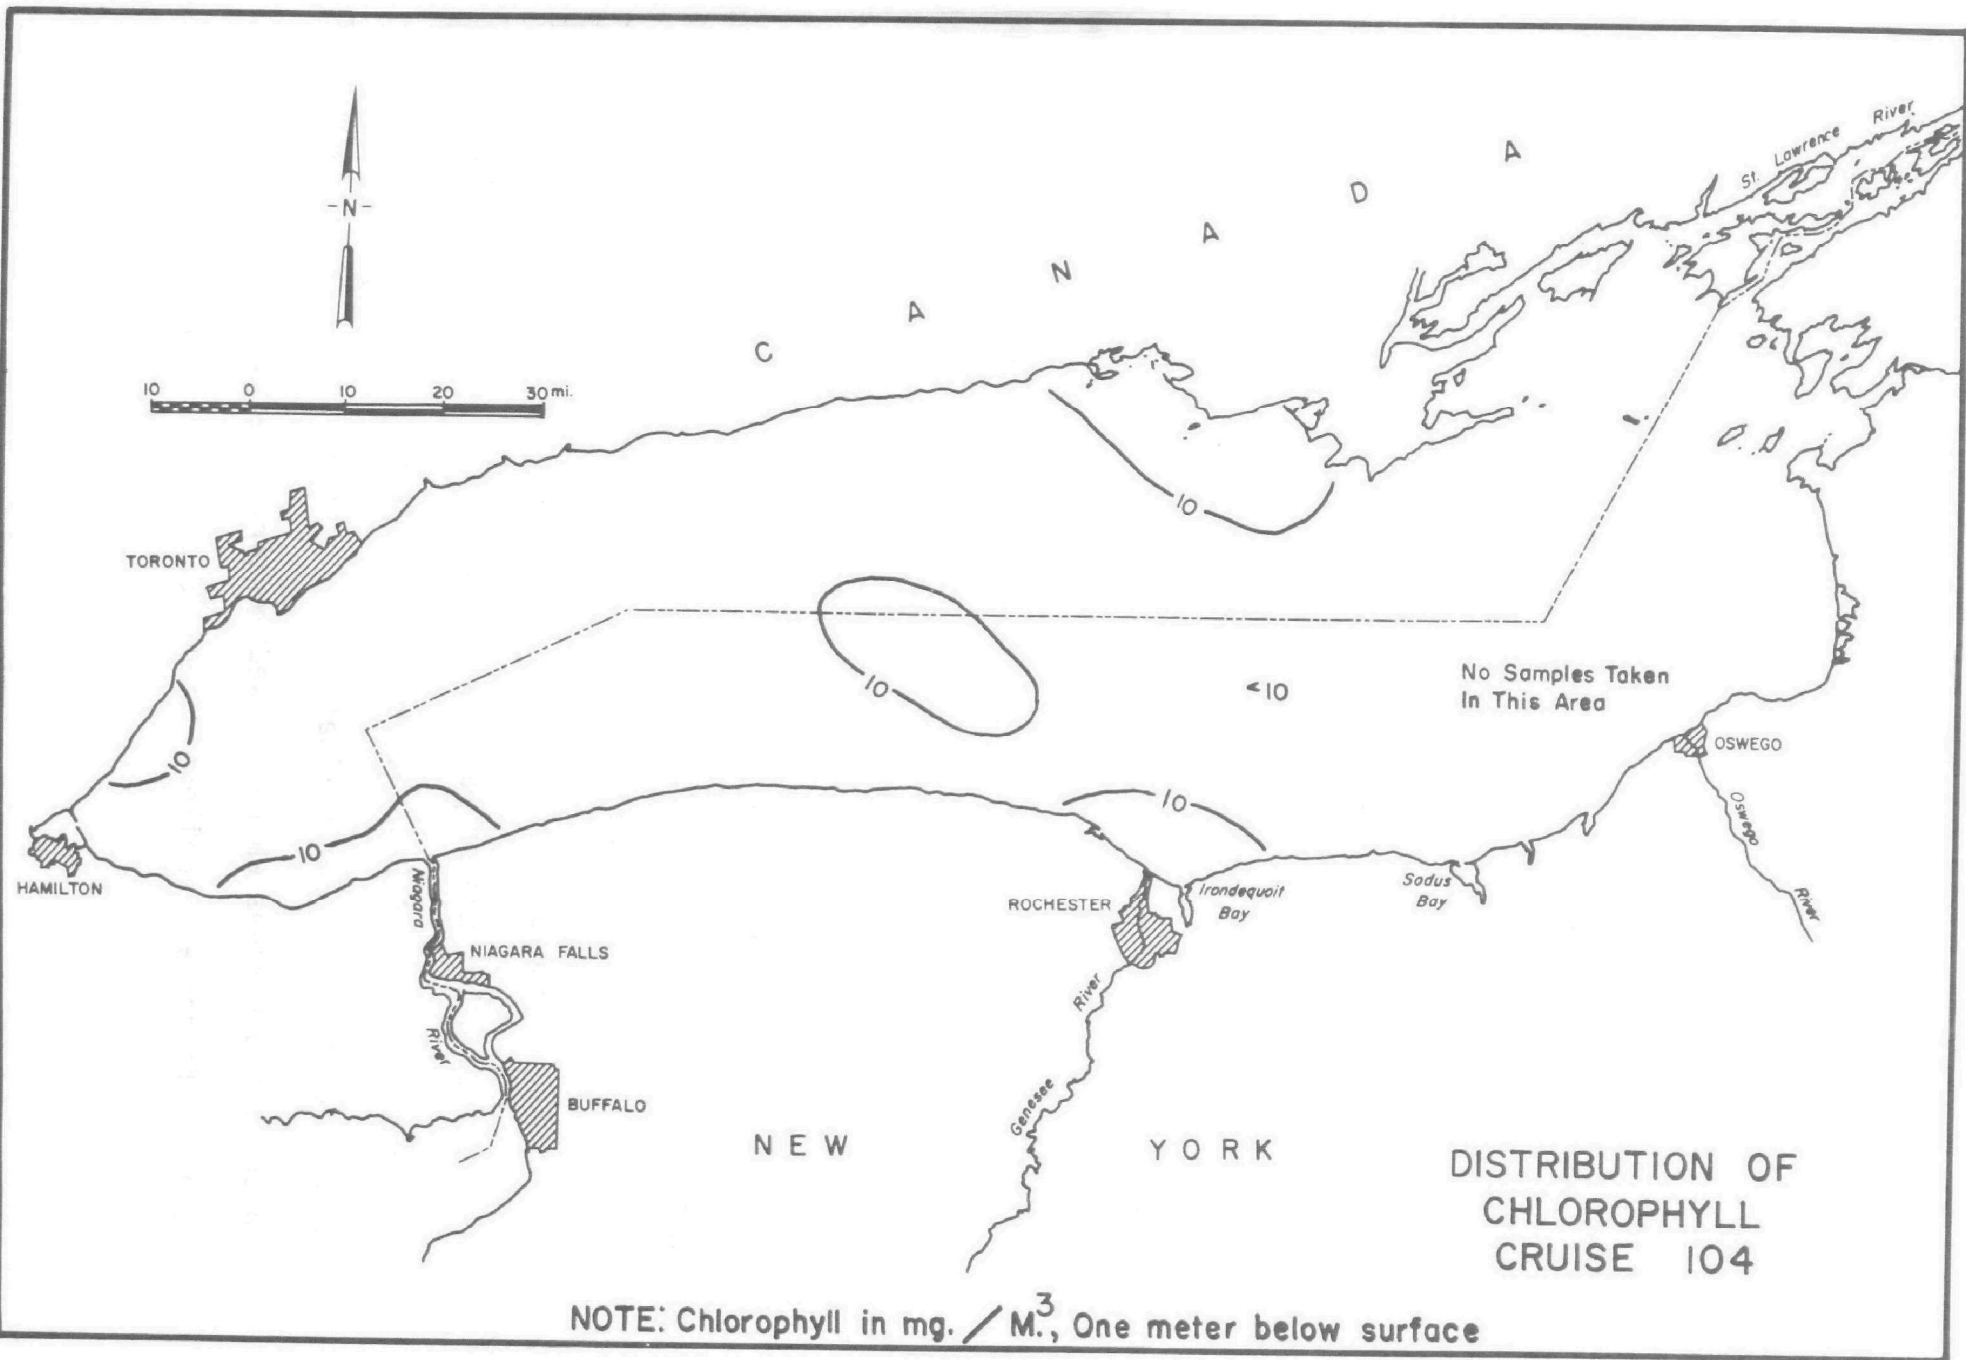 St. Lawrence River
C A N A D A
-N-
10 0 10 20 30 mi.
TORONTO
10
10
<10
No Samples Taken
In This Area
10
10
10
OSWEGO
Oswego
River
HAMILTON
Niagara
River
NIAGARA FALLS
BUFFALO
ROCHESTER
Irondequoit
Bay
Sodus
Bay
Genesee
River
NEW YORK
DISTRIBUTION OF
CHLOROPHYLL
CRUISE 104
NOTE: Chlorophyll in mg. / M.³, One meter below surface